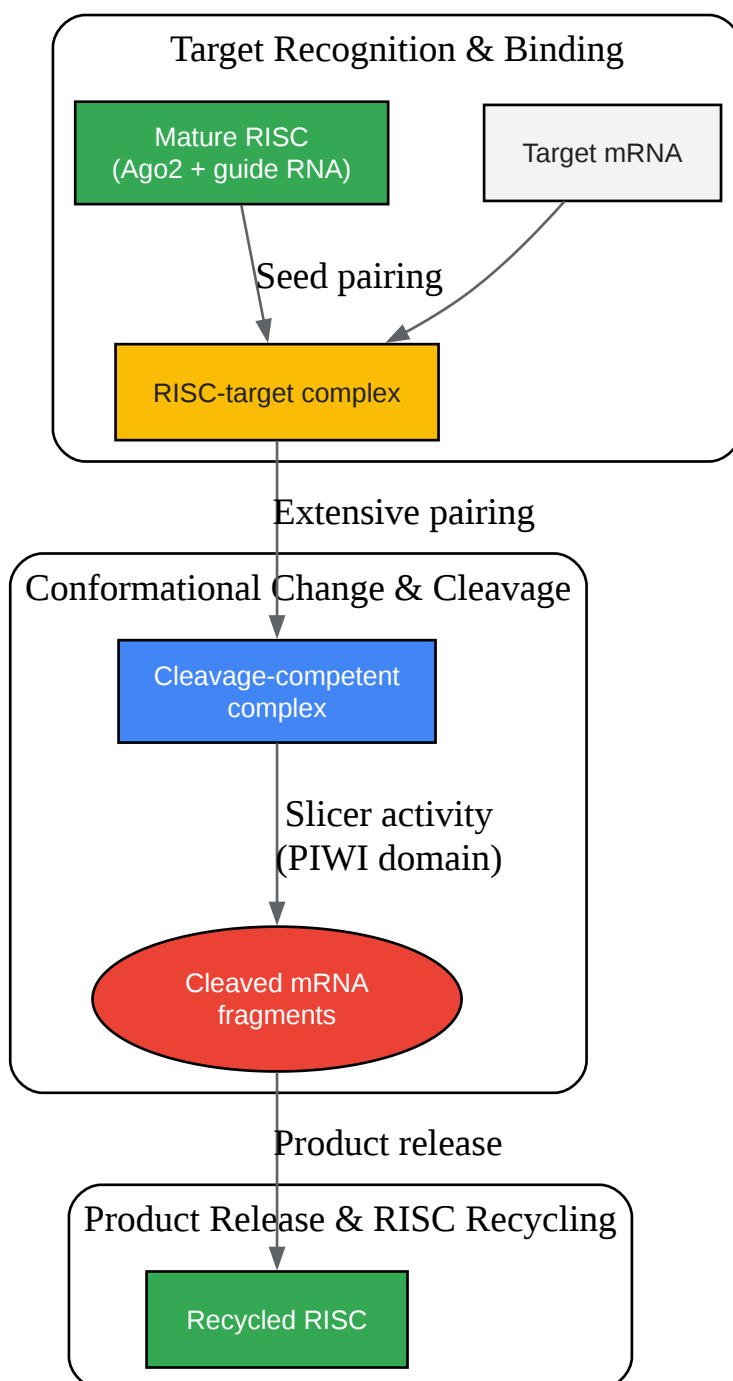 Target Recognition & Binding
Mature RISC
(Ago2 + guide RNA)
Target mRNA
Seed pairing
RISC-target complex
Extensive pairing
Conformational Change & Cleavage
Cleavage-competent
complex
Slicer activity
(PIWI domain)
Cleaved mRNA
fragments
Product release
Product Release & RISC Recycling
Recycled RISC